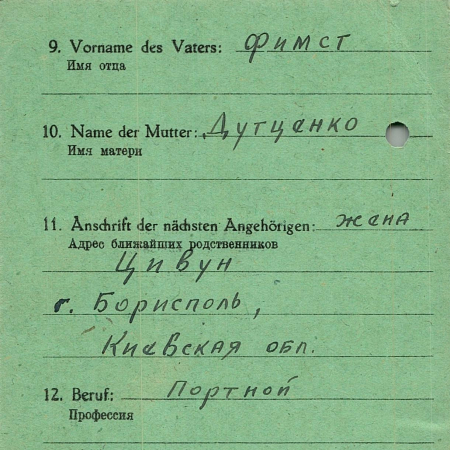 9. Vorname des Vaters: Фимст
Имя отца
10. Name der Mutter: Дутценко
Имя матери
11. Anschrift der nächsten Angehörigen: жена
Адрес ближайших родственников
Цивун
г. Борисполь,
Киевская обл.
12. Beruf: Портной
Профессия